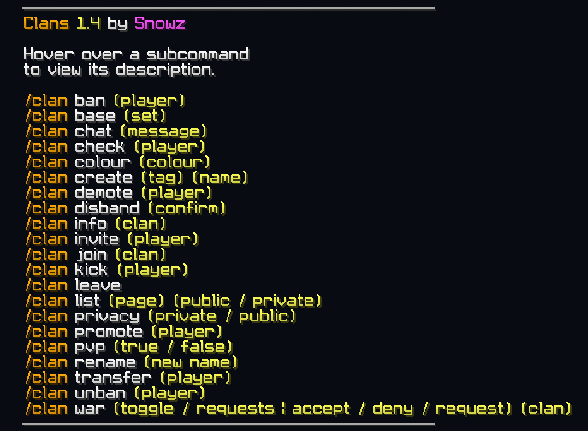 Clans 1.4 by Snowz
Hover over a subcommand
to view its description.
/clan ban (player)
/clan base (set)
/clan chat (message)
/clan check (player)
/clan colour (colour)
/clan create (tag) (name)
/clan demote (player)
/clan disband (confirm)
/clan info (clan)
/clan invite (player)
/clan join (clan)
/clan kick (player)
/clan leave
/clan list (page) (public / private)
/clan privacy (private / public)
/clan promote (player)
/clan pvp (true / false)
/clan rename (new name)
/clan transfer (player)
/clan unban (player)
/clan war (toggle / requests | accept / deny / request) (clan)